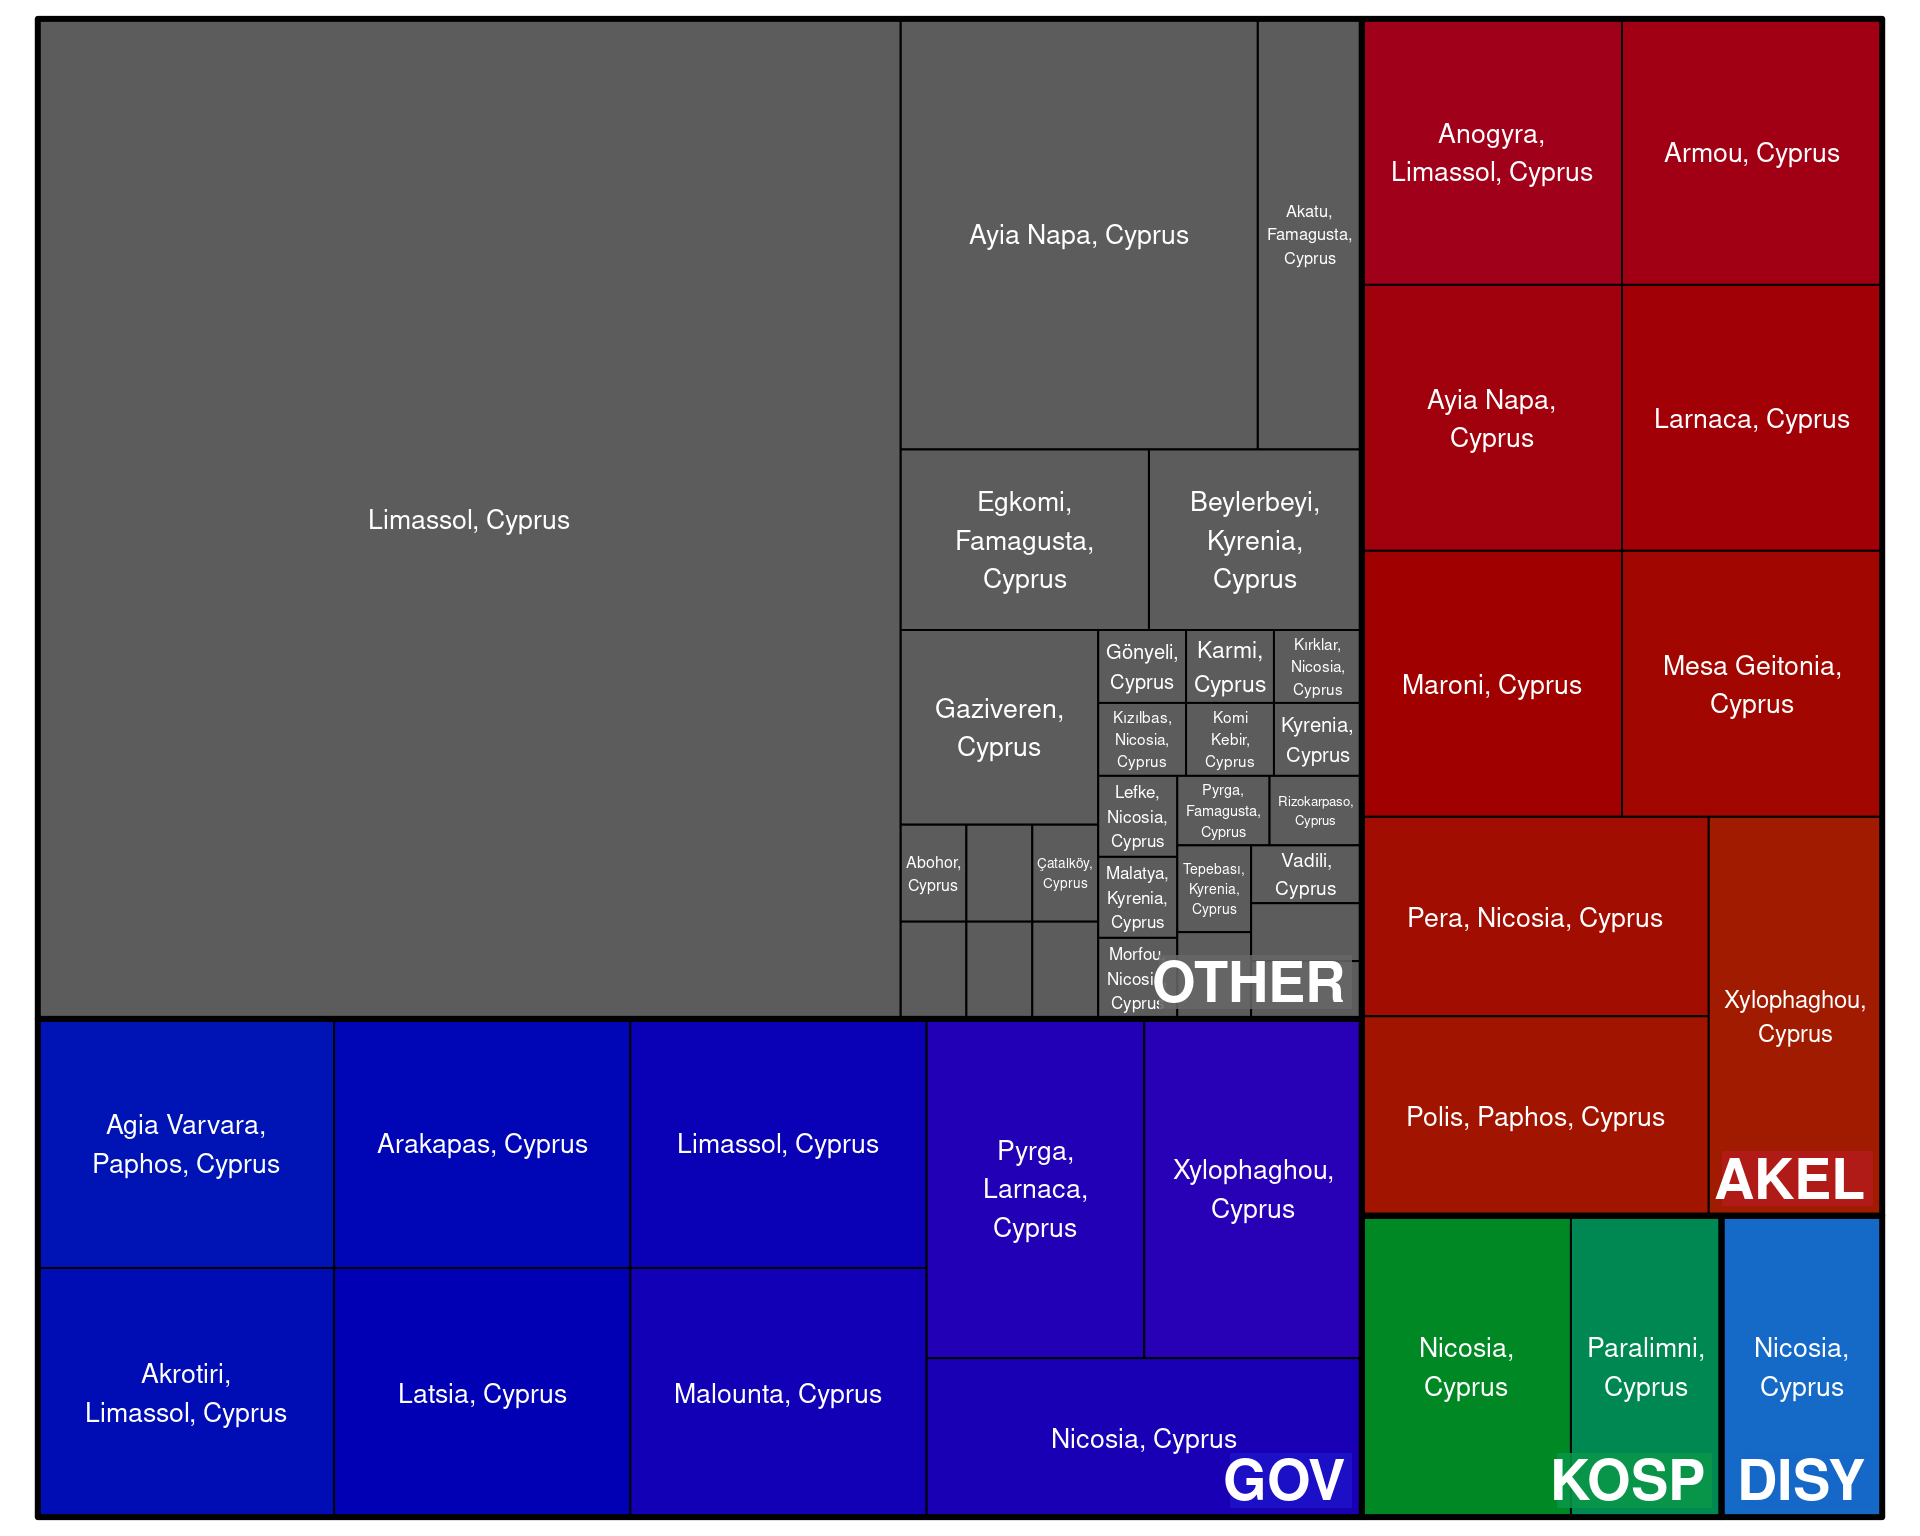 Limassol, Cyprus
Ayia Napa, Cyprus
Akatu,
Famagusta,
Cyprus
Egkomi,
Famagusta,
Cyprus
Beylerbeyi,
Kyrenia,
Cyprus
Gaziveren,
Cyprus
Gönyeli,
Cyprus
Karmi,
Cyprus
Kırklar,
Nicosia,
Cyprus
Kızılbas,
Nicosia,
Cyprus
Komi
Kebir,
Cyprus
Kyrenia,
Cyprus
Lefke,
Nicosia,
Cyprus
Pyrga,
Famagusta,
Cyprus
Rizokarpaso,
Cyprus
Abohor,
Cyprus
Çatalköy,
Cyprus
Malatya,
Kyrenia,
Cyprus
Tepebası,
Kyrenia,
Cyprus
Vadili,
Cyprus
Morfou,
Nicosia,
Cyprus
OTHER
Anogyra,
Limassol, Cyprus
Armou, Cyprus
Ayia Napa,
Cyprus
Larnaca, Cyprus
Maroni, Cyprus
Mesa Geitonia,
Cyprus
Pera, Nicosia, Cyprus
Xylophaghou,
Cyprus
Polis, Paphos, Cyprus
AKEL
Agia Varvara,
Paphos, Cyprus
Arakapas, Cyprus
Limassol, Cyprus
Pyrga,
Larnaca,
Cyprus
Xylophaghou,
Cyprus
Akrotiri,
Limassol, Cyprus
Latsia, Cyprus
Malounta, Cyprus
Nicosia, Cyprus
GOV
Nicosia,
Cyprus
Paralimni,
Cyprus
KOSP
Nicosia,
Cyprus
DISY